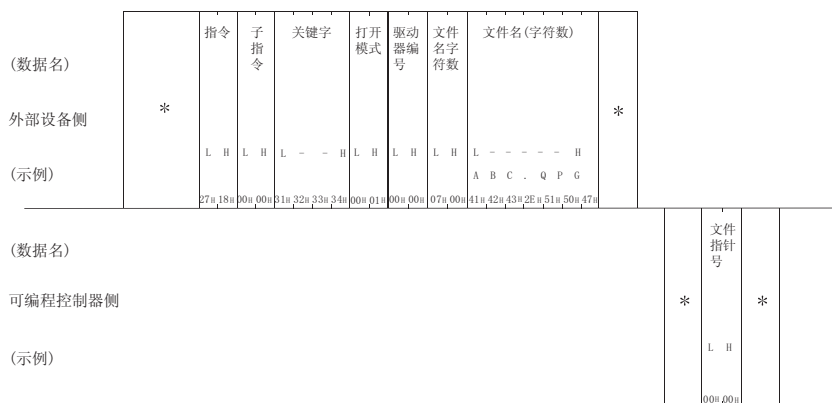 指令 子指令 关键字 打开模式 驱动器编号 文件名字符数 文件名(字符数)
(数据名)
* *
外部设备侧
L H L H L - - H L H L H L H L - - - - - H
(示例)
A B C . Q P G
27H 18H 00H 00H 31H 32H 33H 34H 00H 01H 00H 00H 07H 00H 41H 42H 43H 2EH 51H 50H 47H
文件指针号
(数据名)
可编程控制器侧
* *
L H
(示例)
00H 00H